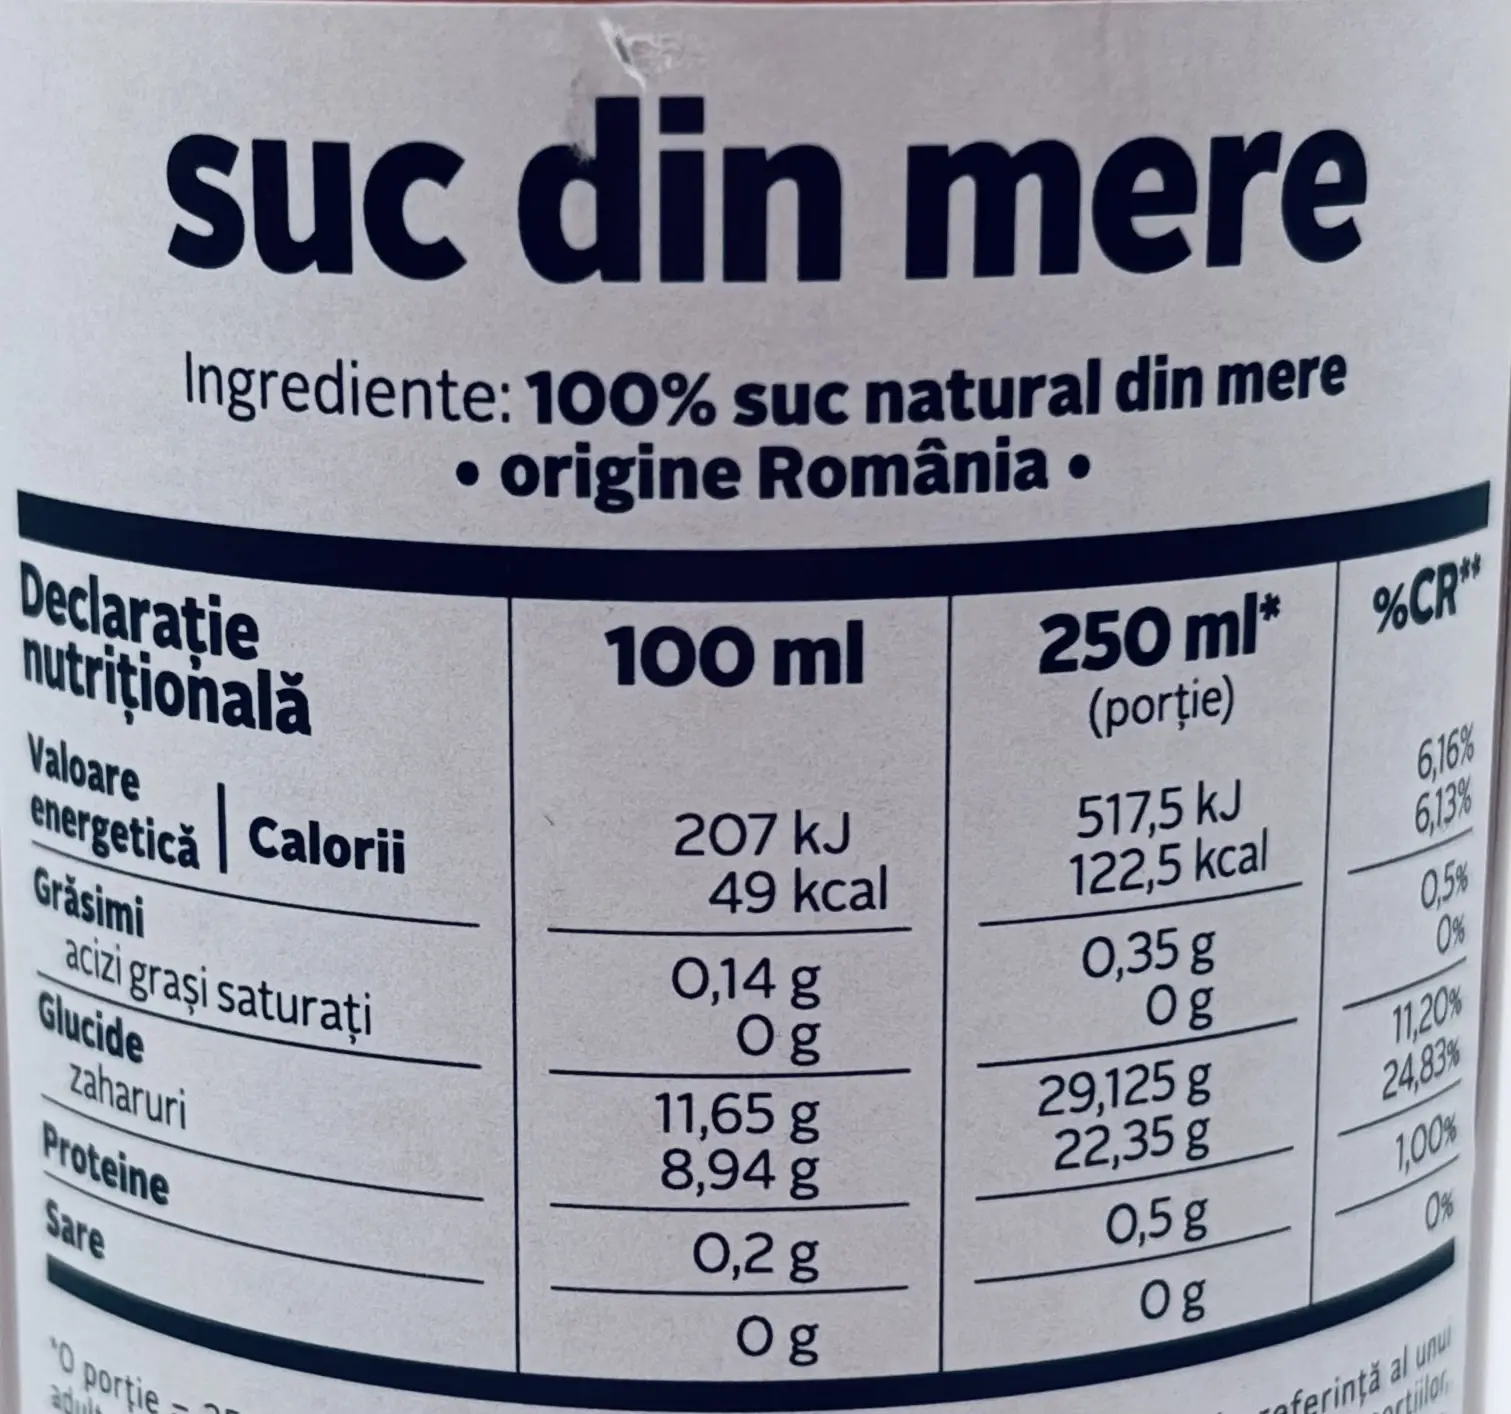 suc din mere
Ingrediente: 100% suc natural din mere
• origine România •
Declarație
nutrițională
100 ml
250 ml*
(porție)
%CR**
Valoare
energetică | Calorii
207 kJ
49 kcal
517,5 kJ
122,5 kcal
6,16%
6,13%
Grăsimi
acizi grași saturați
0,14 g
0 g
0,35 g
0 g
0,5%
0%
Glucide
zaharuri
11,65 g
8,94 g
29,125 g
22,35 g
11,20%
24,83%
Proteine
0,2 g
0,5 g
1,00%
Sare
0 g
0 g
0%
*O porție –
al unui